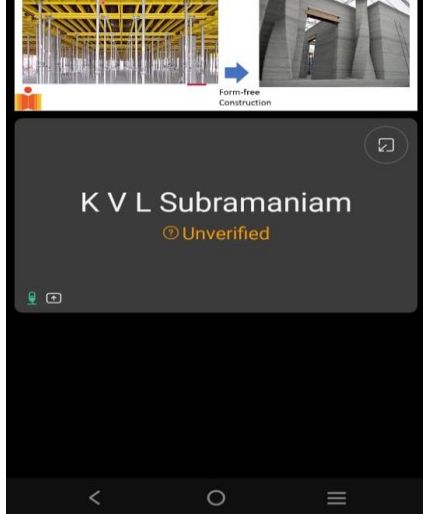 Form-free
Construction
K V L Subramaniam
Unverified